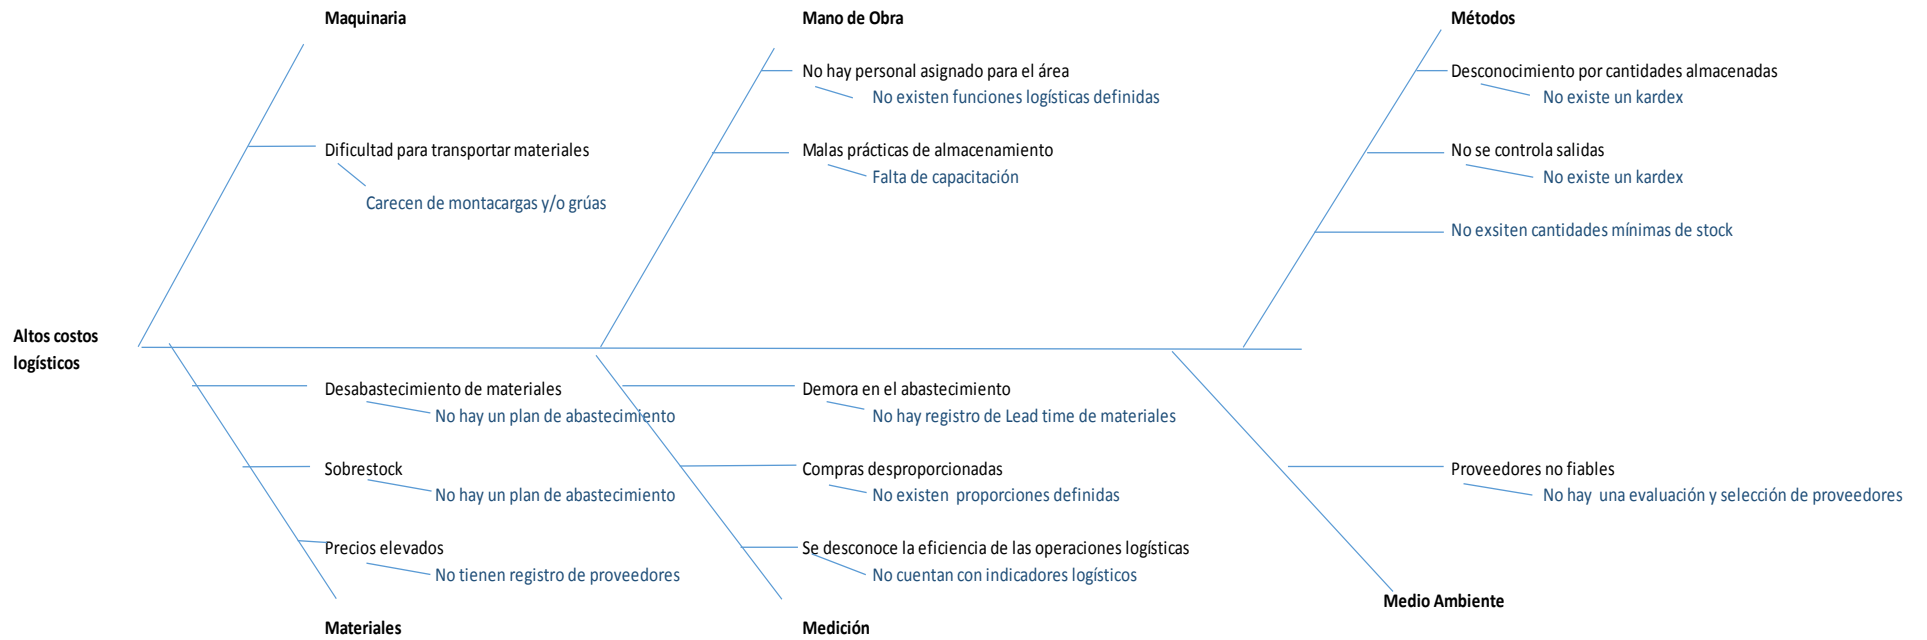 Maquinaria
Mano de Obra
Métodos
No hay personal asignado para el área
Desconocimiento por cantidades almacenadas
No existen funciones logísticas definidas
No existe un kardex
Dificultad para transportar materiales
Malas prácticas de almacenamiento
No se controla salidas
Falta de capacitación
No existe un kardex
Carecen de montacargas y/o grúas
No exsiten cantidades mínimas de stock
Altos costos
logísticos
Desabastecimiento de materiales
Demora en el abastecimiento
No hay un plan de abastecimiento
No hay registro de Lead time de materiales
Sobrestock
Compras desproporcionadas
Proveedores no fiables
No hay un plan de abastecimiento
No existen  proporciones definidas
No hay  una evaluación y selección de proveedores
Precios elevados
Se desconoce la eficiencia de las operaciones logísticas
No tienen registro de proveedores
No cuentan con indicadores logísticos
Medio Ambiente
Materiales
Medición